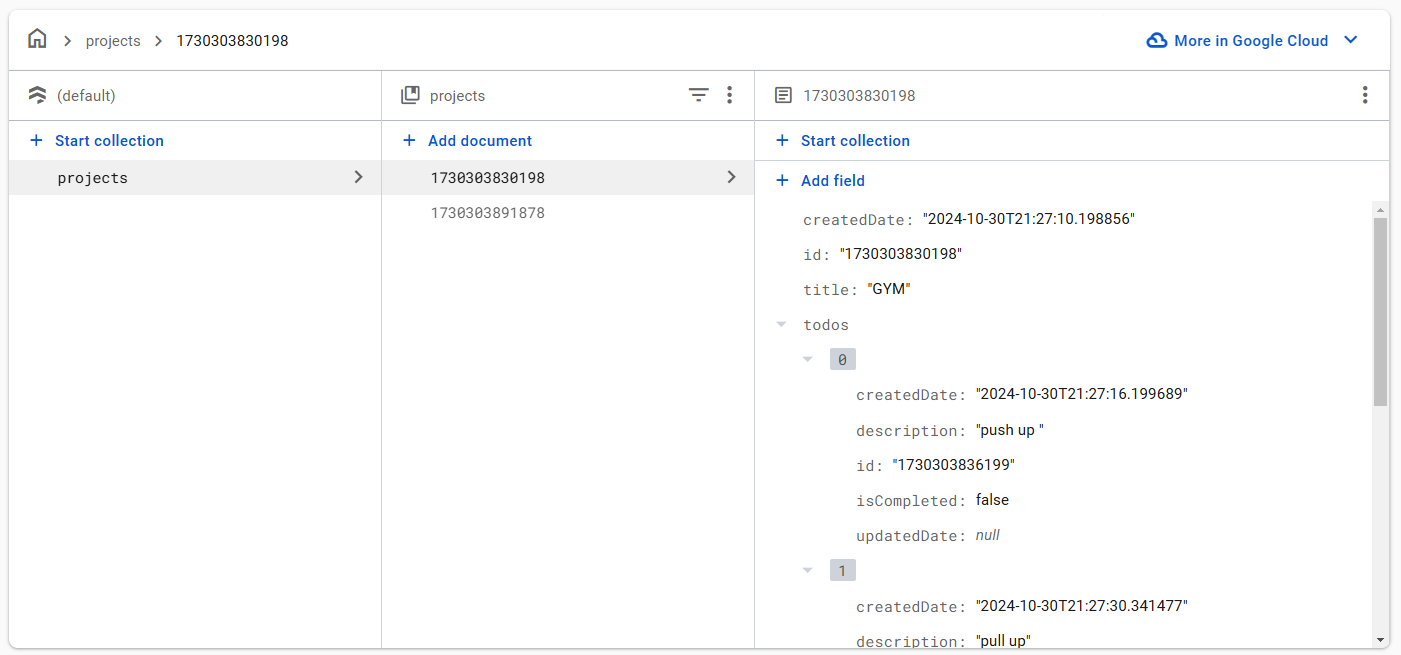 projects 1730303830198 More in Google Cloud
(default) projects 1730303830198
Start collection Add document Start collection
projects 1730303830198 Add field
1730303891878
createdDate: "2024-10-30T21:27:10.198856"
id: "1730303830198"
title: "GYM"
todos
0
createdDate: "2024-10-30T21:27:16.199689"
description: "push up "
id: "1730303836199"
isCompleted: false
updatedDate: null
1
createdDate: "2024-10-30T21:27:30.341477"
description: "pull up"